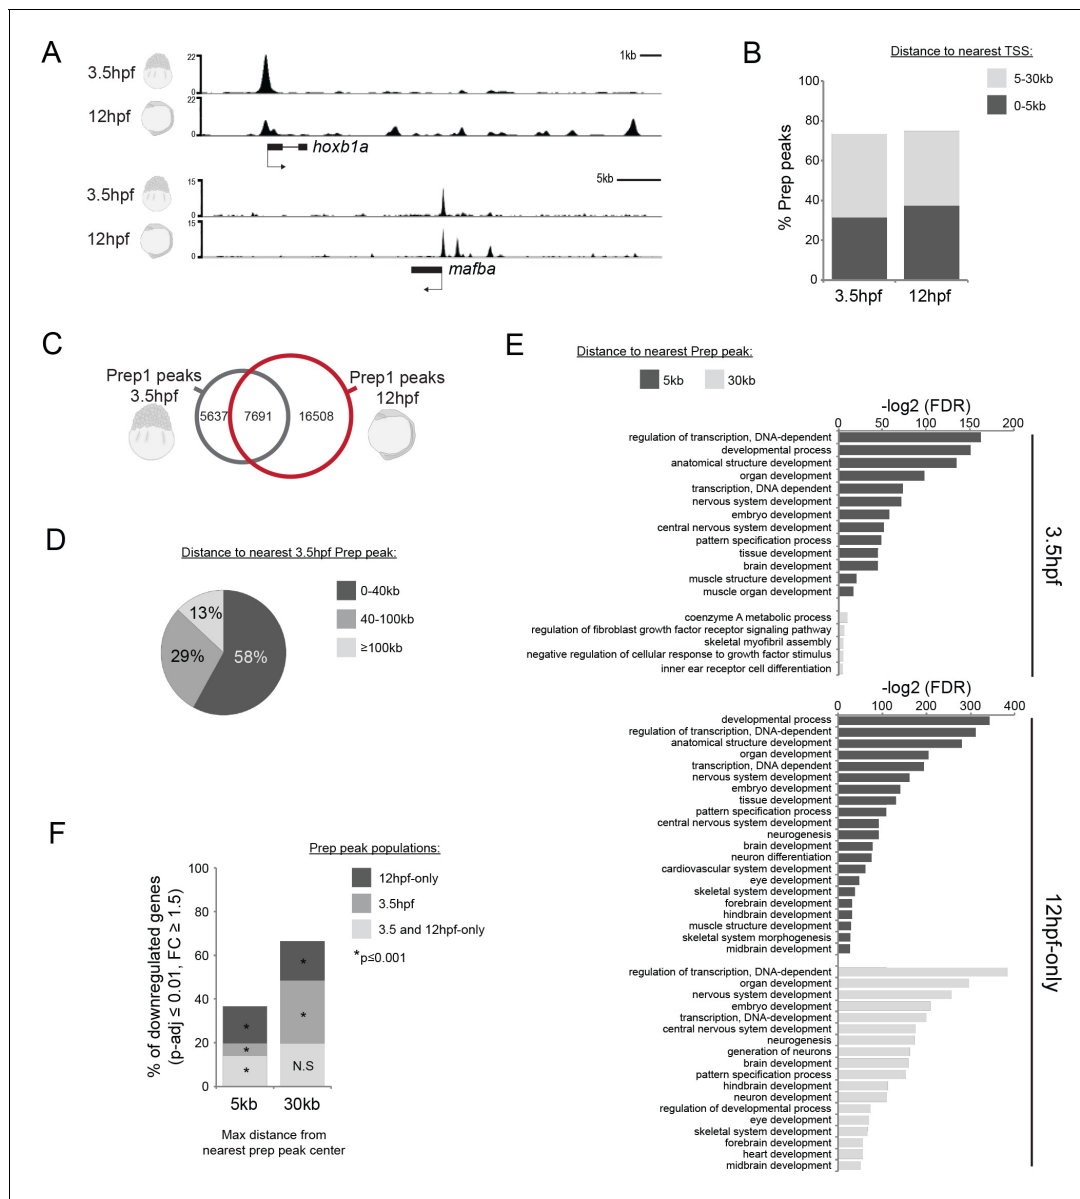 A
3.5hpf
22
0
1kb
12hpf
22
0
hoxb1a
3.5hpf
15
0
5kb
12hpf
15
0
mafba
B
Distance to nearest TSS:
5-30kb
0-5kb
% Prep peaks
100
80
60
40
20
0
3.5hpf
12hpf
C
Prep1 peaks
3.5hpf
5637
7691
16508
Prep1 peaks
12hpf
D
Distance to nearest 3.5hpf Prep peak:
0-40kb
40-100kb
≥100kb
13%
29%
58%
E
Distance to nearest Prep peak:
5kb
30kb
-log2 (FDR)
0 50 100 150 200
regulation of transcription, DNA-dependent
developmental process
anatomical structure development
organ development
transcription, DNA dependent
nervous system development
embryo development
central nervous system development
pattern specification process
tissue development
brain development
muscle structure development
muscle organ development
coenzyme A metabolic process
regulation of fibroblast growth factor receptor signaling pathway
skeletal myofibril assembly
negative regulation of cellular response to growth factor stimulus
inner ear receptor cell differentiation
3.5hpf
-log2 (FDR)
0 100 200 300 400
developmental process
regulation of transcription, DNA-dependent
anatomical structure development
organ development
transcription, DNA dependent
nervous system development
embryo development
tissue development
pattern specification process
central nervous system development
neurogenesis
brain development
neuron differentiation
cardiovascular system development
eye development
skeletal system development
forebrain development
hindbrain development
muscle structure development
skeletal system morphogenesis
midbrain development
regulation of transcription, DNA-dependent
organ development
nervous system development
embryo development
transcription, DNA-development
central nervous sytem development
neurogenesis
generation of neurons
brain development
pattern specification process
hindbrain development
neuron development
regulation of developmental process
eye development
skeletal system development
forebrain development
heart development
midbrain development
12hpf-only
F
Prep peak populations:
12hpf-only
3.5hpf
3.5 and 12hpf-only
*p≤0.001
% of downregulated genes
(p-adj ≤ 0.01, FC ≥ 1.5)
100
80
60
40
20
0
*
*
*
*
*
N.S
5kb
30kb
Max distance from
nearest prep peak center